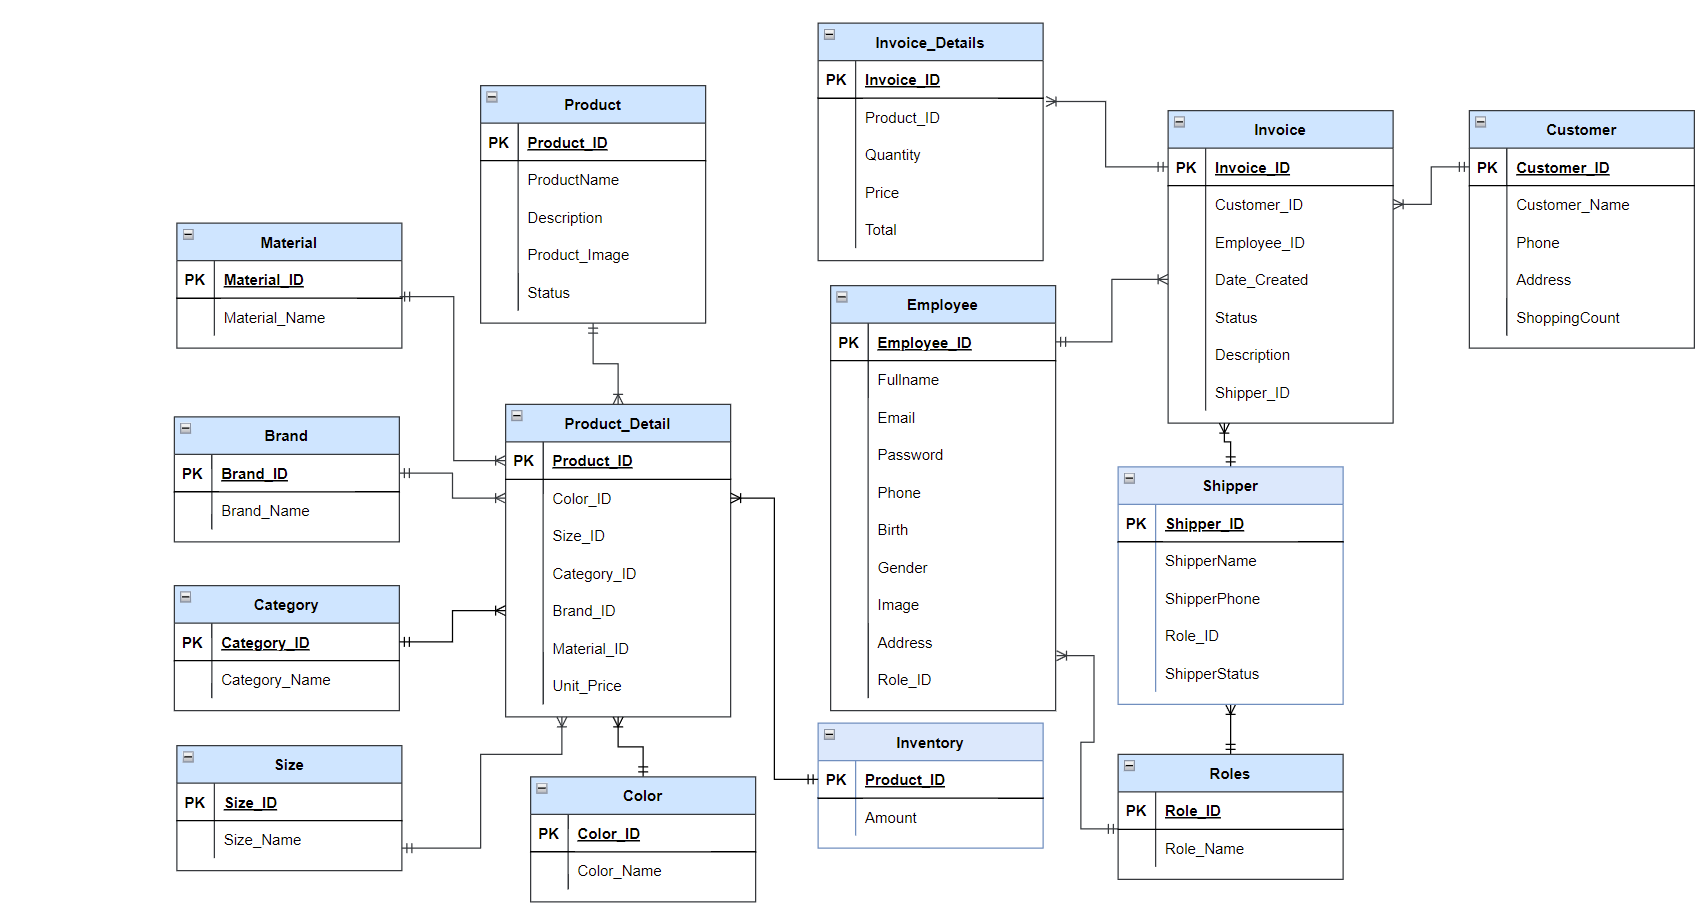 Invoice_Details
PK Invoice_ID
Product_ID
Quantity
Price
Total
Product
PK Product_ID
ProductName
Description
Product_Image
Status
Invoice
PK Invoice_ID
Customer_ID
Employee_ID
Date_Created
Status
Description
Shipper_ID
Customer
PK Customer_ID
Customer_Name
Phone
Address
ShoppingCount
Material
PK Material_ID
Material_Name
Employee
PK Employee_ID
Fullname
Email
Password
Phone
Birth
Gender
Image
Address
Role_ID
Brand
PK Brand_ID
Brand_Name
Product_Detail
PK Product_ID
Color_ID
Size_ID
Category_ID
Brand_ID
Material_ID
Unit_Price
Shipper
PK Shipper_ID
ShipperName
ShipperPhone
Role_ID
ShipperStatus
Category
PK Category_ID
Category_Name
Size
PK Size_ID
Size_Name
Color
PK Color_ID
Color_Name
Inventory
PK Product_ID
Amount
Roles
PK Role_ID
Role_Name